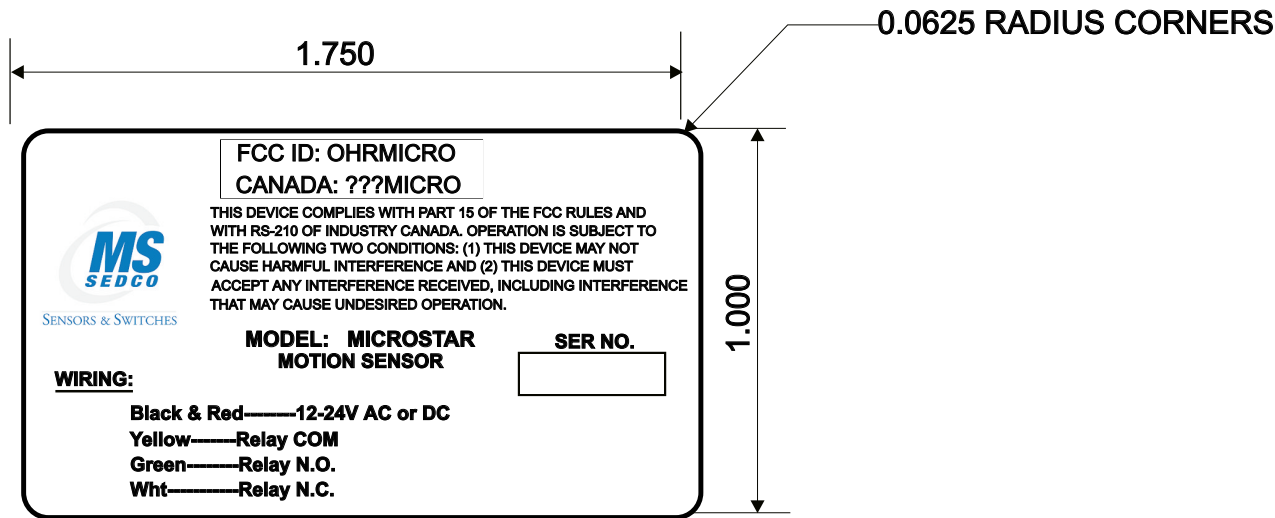 0.0625 RADIUS CORNERS
1.750
FCC ID: OHRMICRO
CANADA: ???MICRO
THIS DEVICE COMPLIES WITH PART 15 OF THE FCC RULES AND
WITH RS-210 OF INDUSTRY CANADA. OPERATION IS SUBJECT TO
THE FOLLOWING TWO CONDITIONS: (1) THIS DEVICE MAY NOT
CAUSE HARMFUL INTERFERENCE AND (2) THIS DEVICE MUST
ACCEPT ANY INTERFERENCE RECEIVED, INCLUDING INTERFERENCE
THAT MAY CAUSE UNDESIRED OPERATION.
MS
SEDCO
SENSORS & SWITCHES
MODEL: MICROSTAR
MOTION SENSOR
SER NO.
1.000
WIRING:
Black & Red--------12-24V AC or DC
Yellow-------Relay COM
Green--------Relay N.O.
Wht-----------Relay N.C.